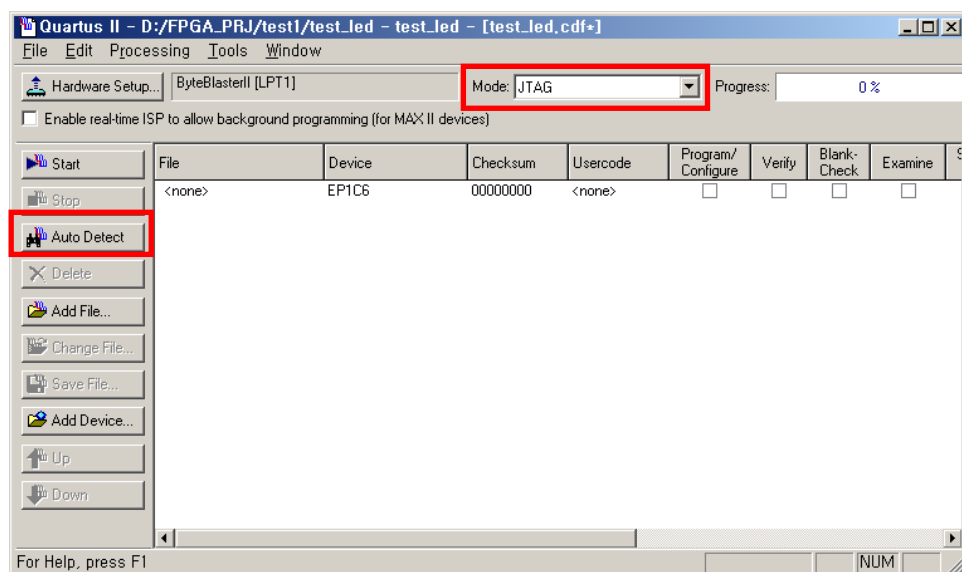 Quartus II - D:/FPGA_PRJ/test1/test_led - test_led - [test_led.cdf*]
File Edit Processing Tools Window
Hardware Setup... ByteBlasterII [LPT1] Mode: JTAG Progress: 0 %
Enable real-time ISP to allow background programming (for MAX II devices)
Start
Stop
Auto Detect
Delete
Add File...
Change File...
Save File...
Add Device...
Up
Down
File Device Checksum Usercode Program/ Configure Verify Blank- Check Examine
<none> EP1C6 00000000 <none>
For Help, press F1 NUM